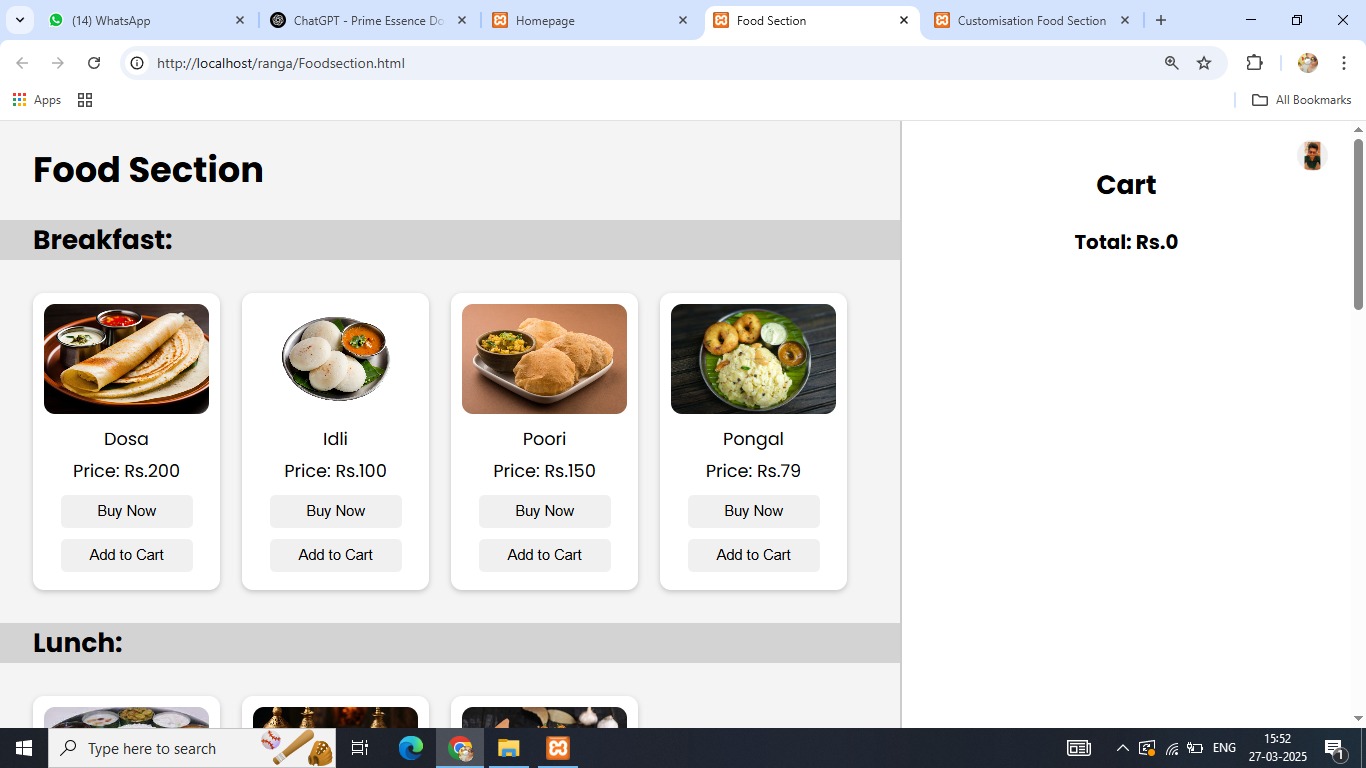 (14) WhatsApp
ChatGPT - Prime Essence Do
Homepage
Food Section
Customisation Food Section
http://localhost/ranga/Foodsection.html
Apps
All Bookmarks
Food Section
Cart
Total: Rs.0
Breakfast:
Dosa Idli Poori Pongal
Price: Rs.200 Price: Rs.100 Price: Rs.150 Price: Rs.79
Buy Now Buy Now Buy Now Buy Now
Add to Cart Add to Cart Add to Cart Add to Cart
Lunch:
Type here to search
ENG
15:52
27-03-2025
1